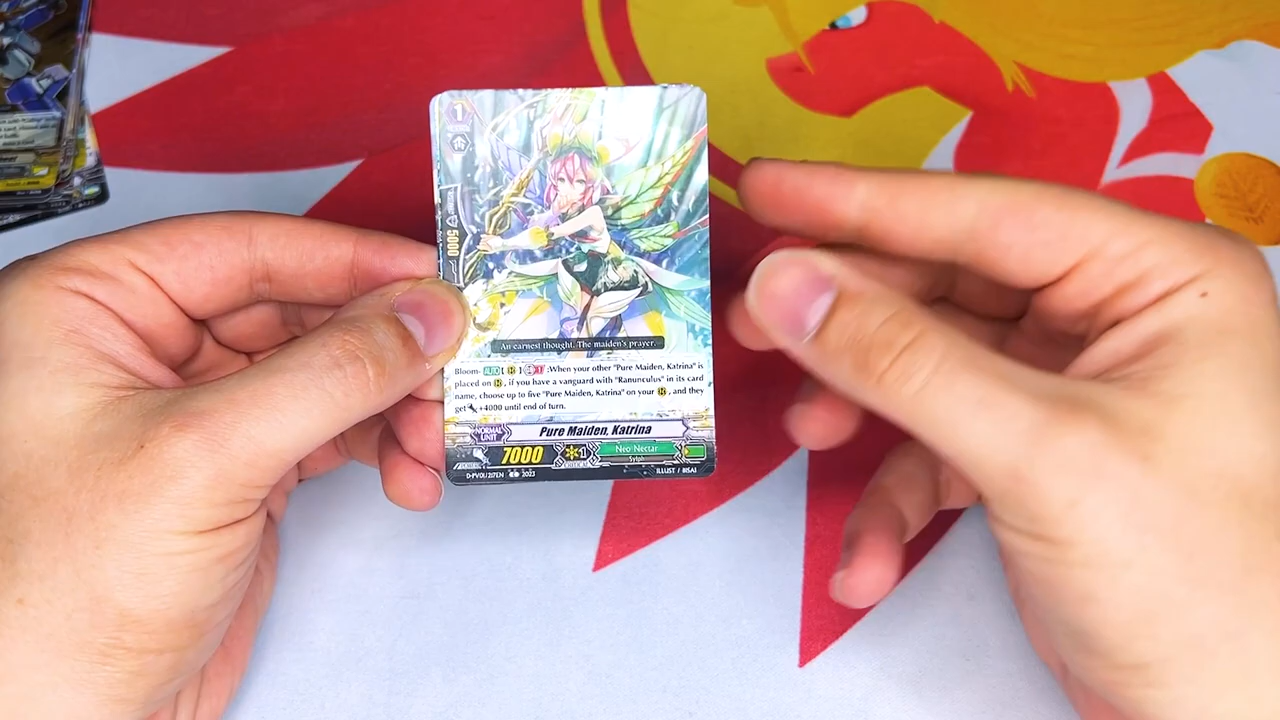 1
5000
An earnest thought. The maiden's prayer.
Bloom- AUTO [ ] CB 1 :When your other "Pure Maiden, Katrina" is
placed on , if you have a vanguard with "Ranunculus" in its card
name, choose up to five "Pure Maiden, Katrina" on your , and they
get +4000 until end of turn.
NORMAL
UNIT
Pure Maiden, Katrina
7000
1
Neo Nectar
Sylph
D-PV01/217EN C 2023
ILLUST / BISAI